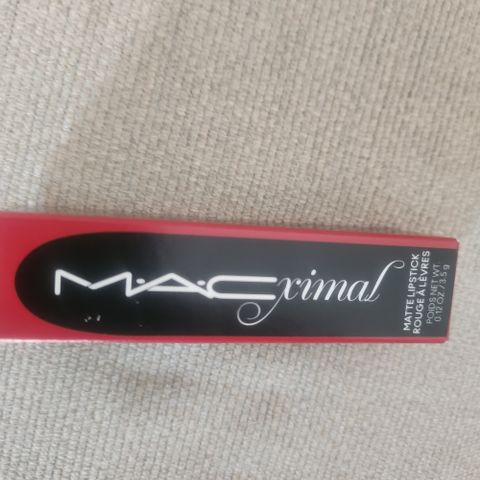 M·A·Cximal
MATTE LIPSTICK
ROUGE À LÈVRES
POIDS NET WT.
0.12 OZ / 3.5 g